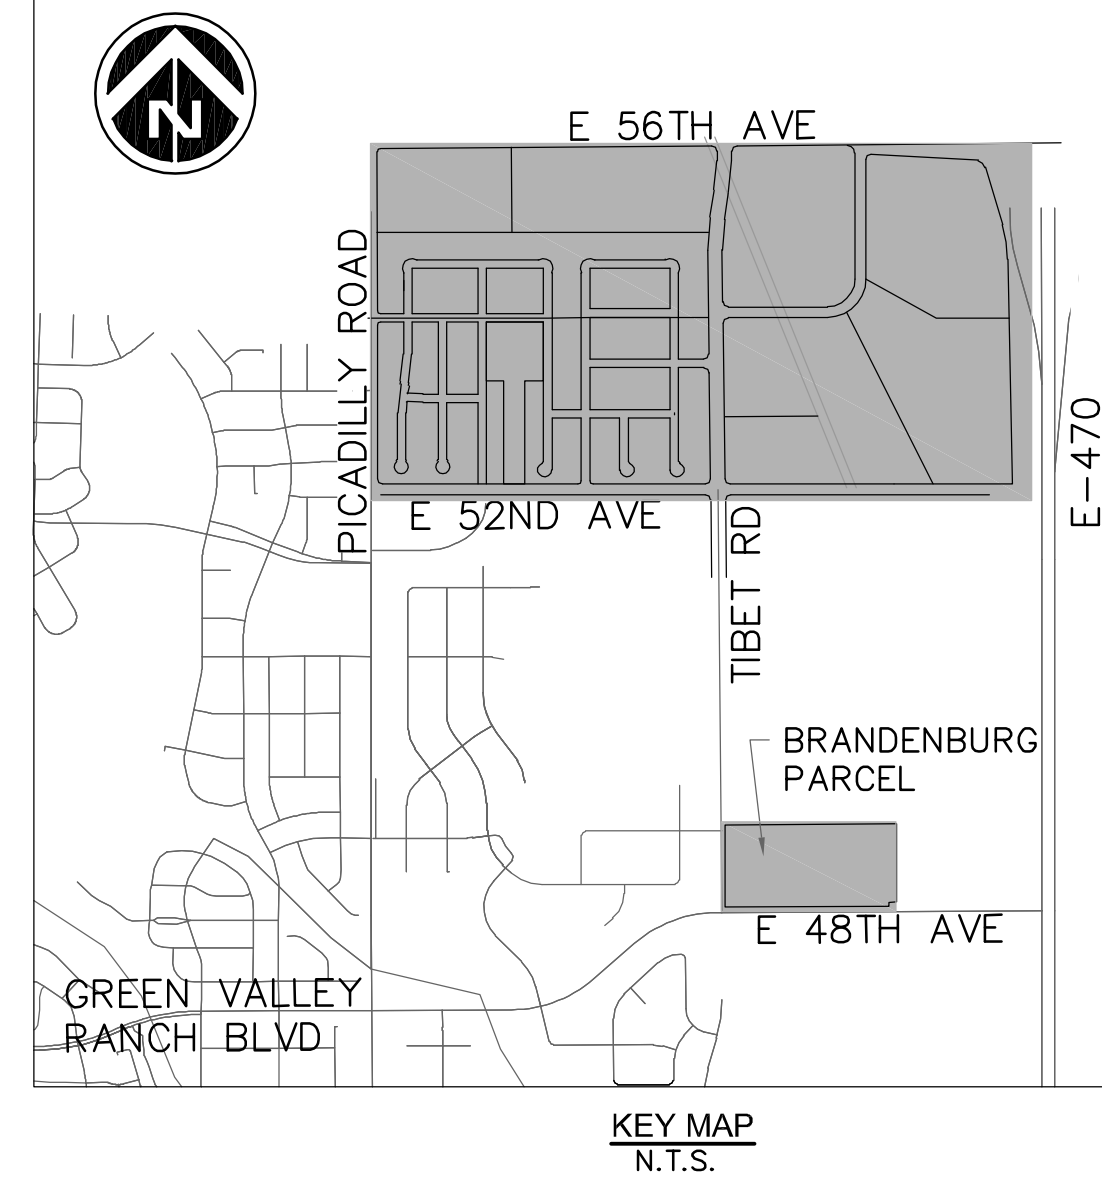 N
E 56TH AVE
PICADILLY ROAD
E-470
E 52ND AVE
TIBET RD
BRANDENBURG
PARCEL
E 48TH AVE
GREEN VALLEY
RANCH BLVD
KEY MAP
N.T.S.